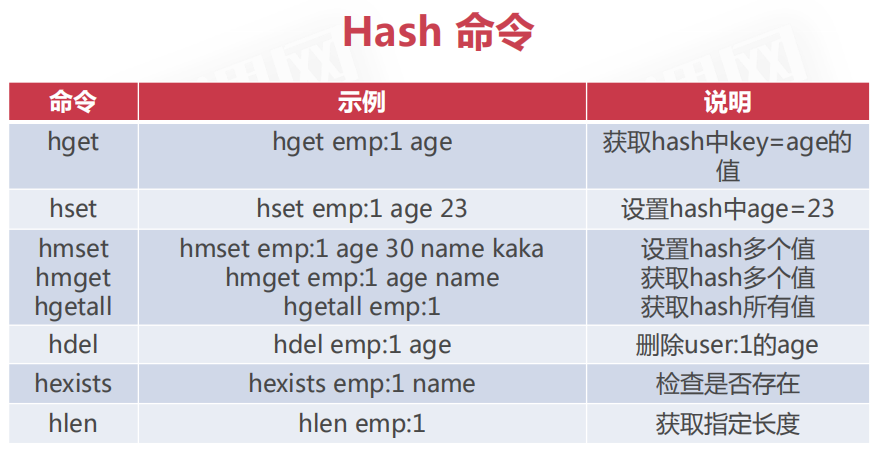 Hash 命令
命令 示例 说明
hget hget emp:1 age 获取hash中key=age的
值
hset hset emp:1 age 23 设置hash中age=23
hmset hmset emp:1 age 30 name kaka 设置hash多个值
hmget hmget emp:1 age name 获取hash多个值
hgetall hgetall emp:1 获取hash所有值
hdel hdel emp:1 age 删除user:1的age
hexists hexists emp:1 name 检查是否存在
hlen hlen emp:1 获取指定长度